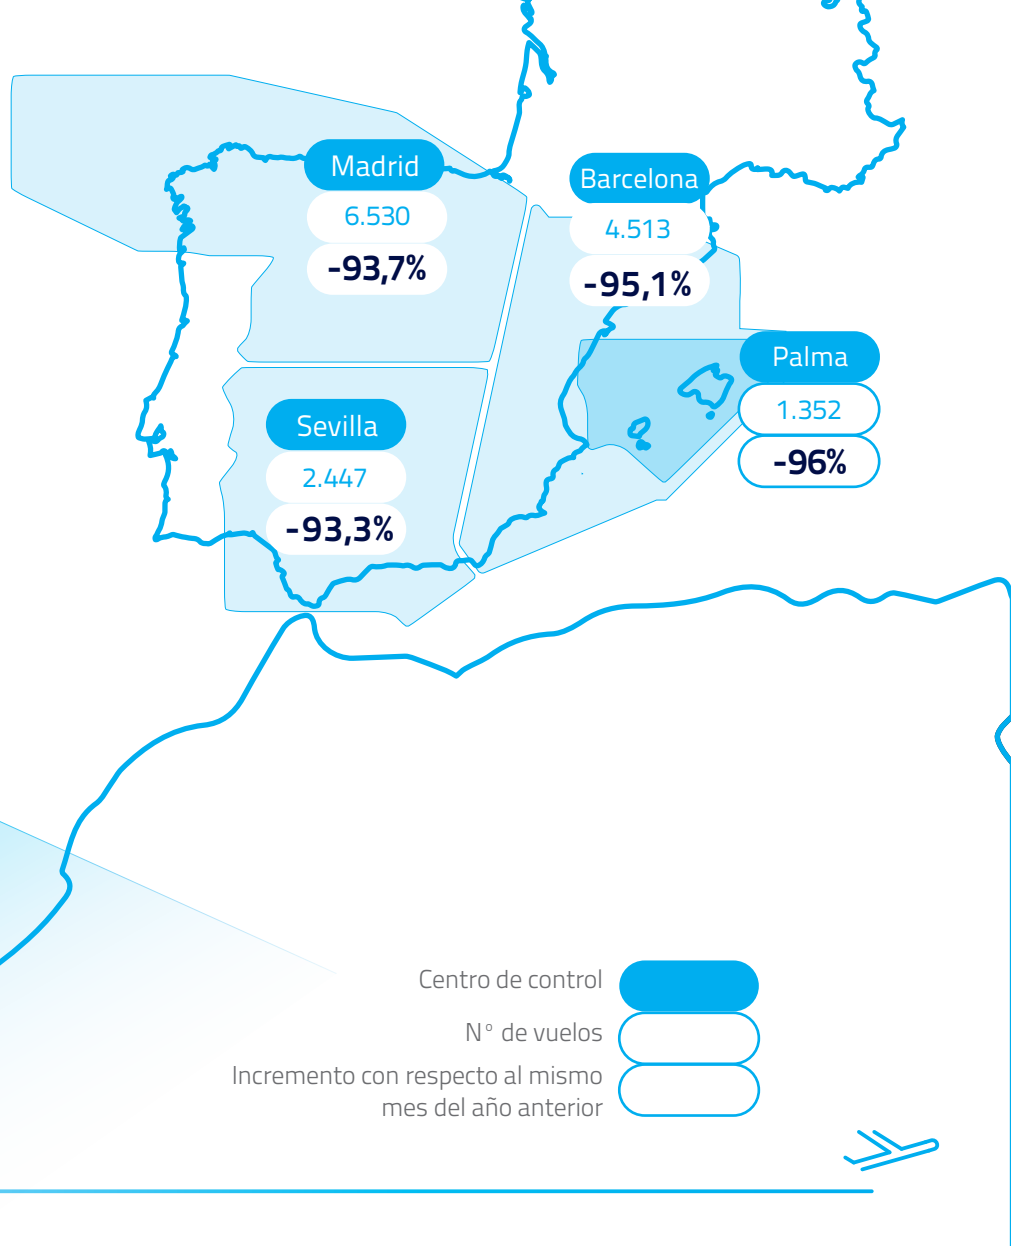 Madrid
6.530
-93,7%
Barcelona
4.513
-95,1%
Palma
1.352
-96%
Sevilla
2.447
-93,3%
Centro de control
N° de vuelos
Incremento con respecto al mismo
mes del año anterior